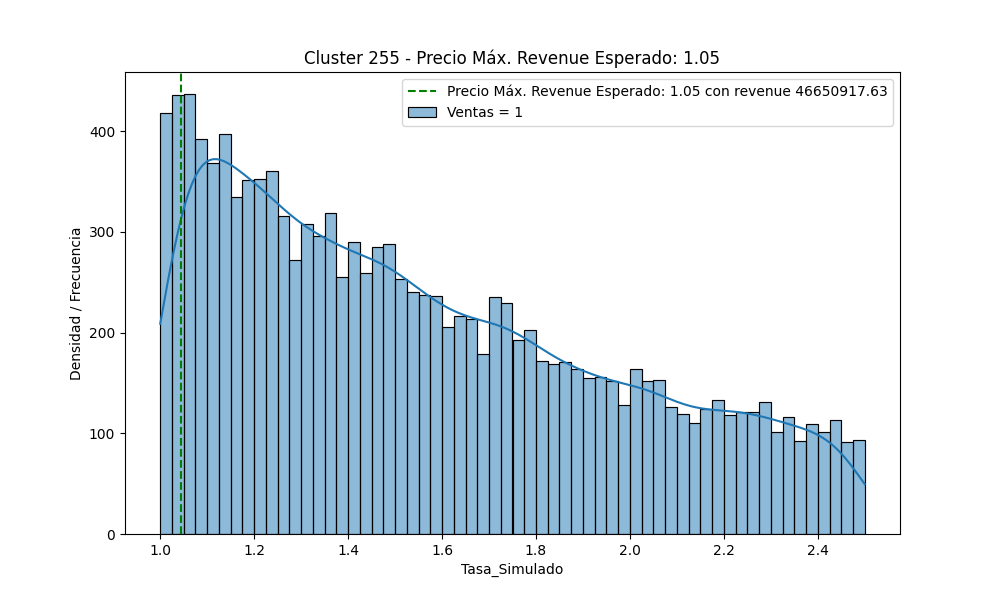 Cluster 255 - Precio Máx. Revenue Esperado: 1.05
Precio Máx. Revenue Esperado: 1.05 con revenue 46650917.63
Ventas = 1
Densidad / Frecuencia
400
300
200
100
0
1.0 1.2 1.4 1.6 1.8 2.0 2.2 2.4
Tasa_Simulado